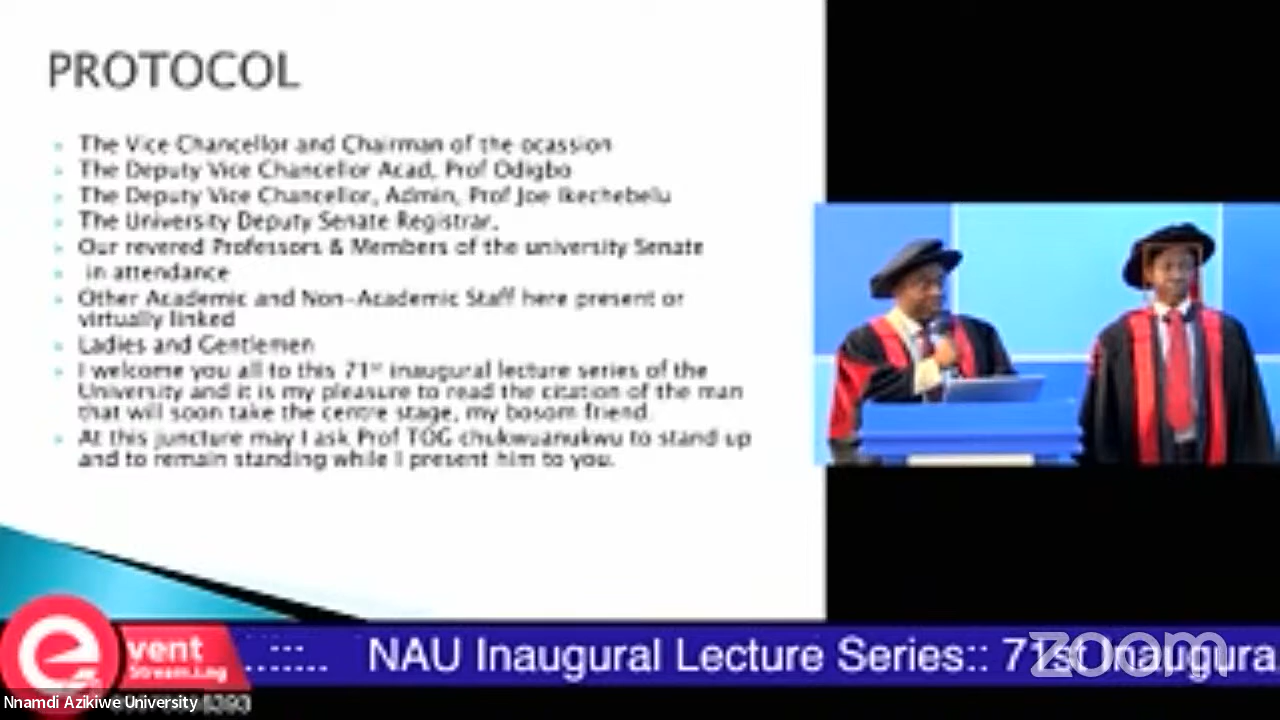 PROTOCOL
The Vice Chancellor and Chairman of the ocassion
The Deputy Vice Chancellor Acad, Prof Odigbo
The Deputy Vice Chancellor, Admin, Prof Joe Ikechebelu
The University Deputy Senate Registrar.
Our revered Professors & Members of the university Senate
in attendance
Other Academic and Non-Academic Staff here present or
virtually linked
Ladies and Gentlemen
I welcome you all to this 71st inaugural lecture series of the
University and it is my pleasure to read the citation of the man
that will soon take the centre stage, my bosom friend.
At this juncture may I ask Prof TOG chukwuanukwu to stand up
and to remain standing while I present him to you.
event
Streaming
NAU Inaugural Lecture Series:: 71st Inaugura
zoom
Nnamdi Azikiwe University